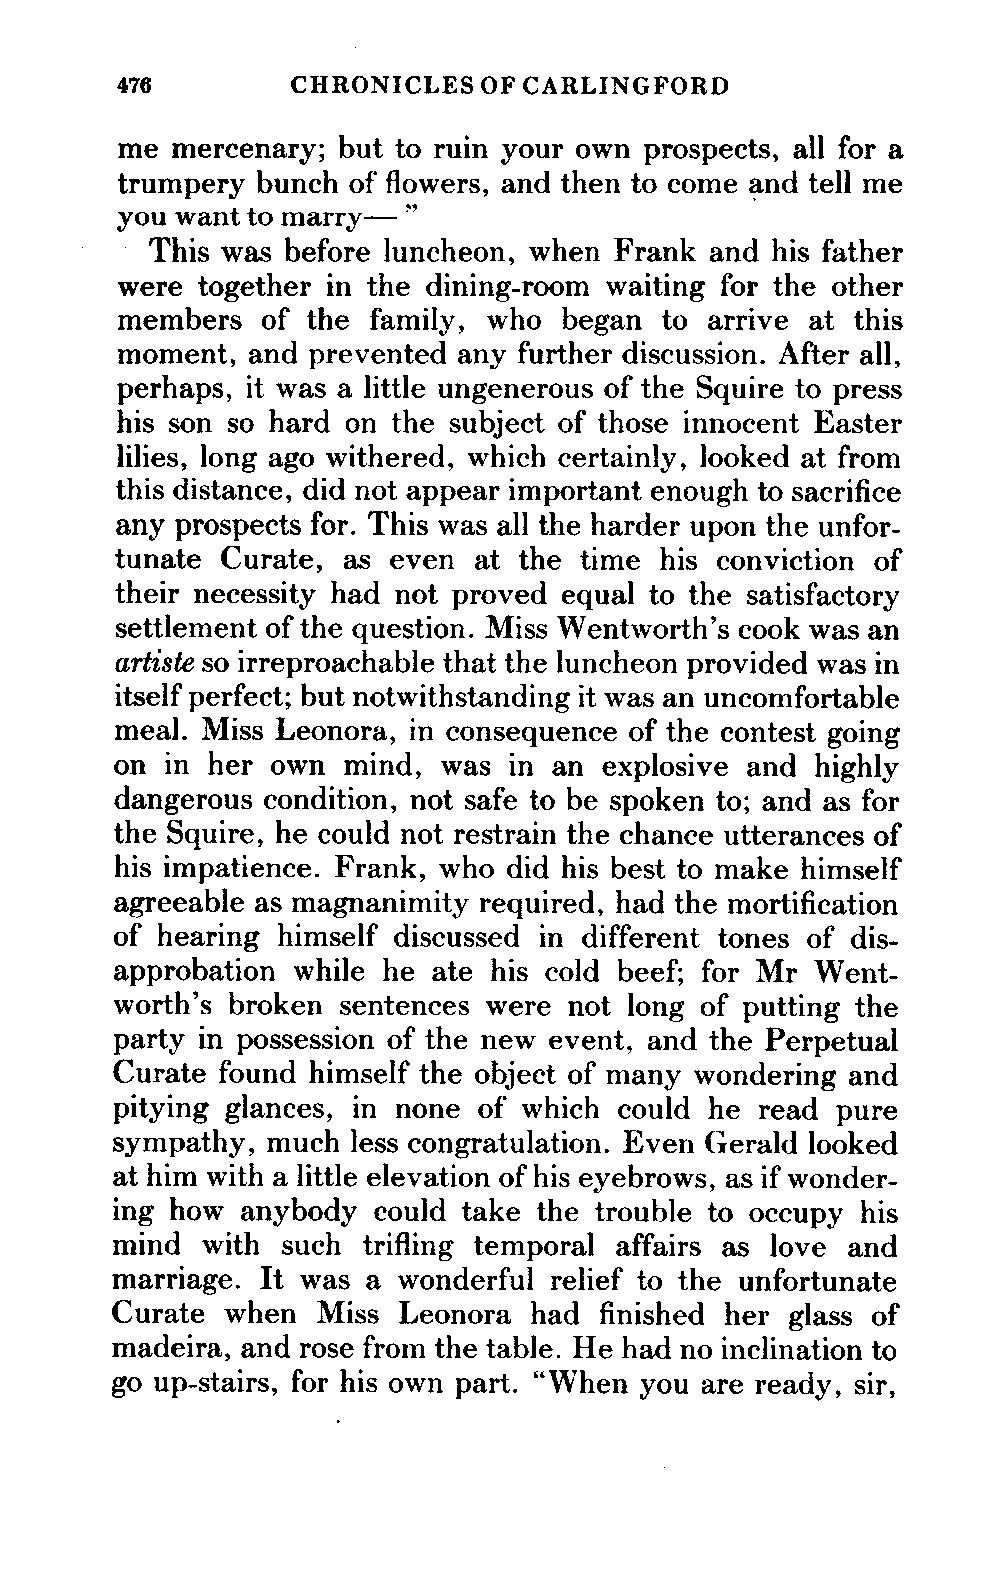 476 CHRONICLES OF CARLINGFORD
me mercenary; but to ruin your own prospects, all for a
trumpery bunch of flowers, and then to come and tell me
you want to marry— ”
This was before luncheon, when Frank and his father
were together in the dining-room waiting for the other
members of the family, who began to arrive at this
moment, and prevented any further discussion. After all,
perhaps, it was a little ungenerous of the Squire to press
his son so hard on the subject of those innocent Easter
lilies, long ago withered, which certainly, looked at from
this distance, did not appear important enough to sacrifice
any prospects for. This was all the harder upon the unfor-
tunate Curate, as even at the time his conviction of
their necessity had not proved equal to the satisfactory
settlement of the question. Miss Wentworth’s cook was an
artiste so irreproachable that the luncheon provided was in
itself perfect; but notwithstanding it was an uncomfortable
meal. Miss Leonora, in consequence of the contest going
on in her own mind, was in an explosive and highly
dangerous condition, not safe to be spoken to; and as for
the Squire, he could not restrain the chance utterances of
his impatience. Frank, who did his best to make himself
agreeable as magnanimity required, had the mortification
of hearing himself discussed in different tones of dis-
approbation while he ate his cold beef; for Mr Went-
worth’s broken sentences were not long of putting the
party in possession of the new event, and the Perpetual
Curate found himself the object of many wondering and
pitying glances, in none of which could he read pure
sympathy, much less congratulation. Even Gerald looked
at him with a little elevation of his eyebrows, as if wonder-
ing how anybody could take the trouble to occupy his
mind with such trifling temporal affairs as love and
marriage. It was a wonderful relief to the unfortunate
Curate when Miss Leonora had finished her glass of
madeira, and rose from the table. He had no inclination to
go up-stairs, for his own part. “When you are ready, sir,